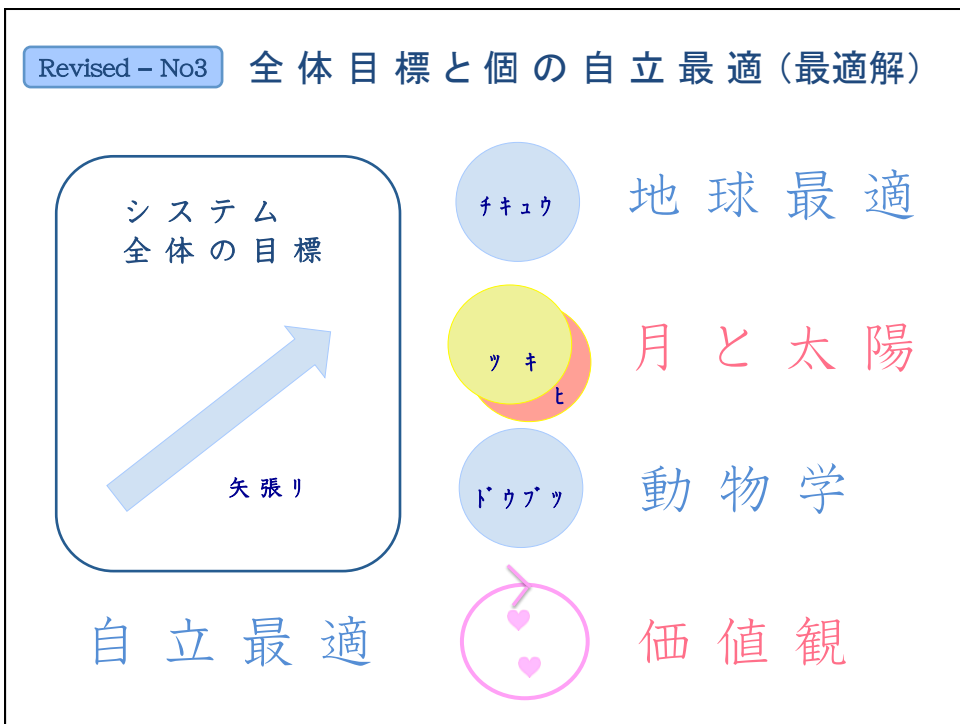 Revised – No3
全体目標と個の自立最適（最適解）
システム
全体の目標
矢張り
自立最適
チキュウ
地球最適
ツキ
ヒ
月と太陽
ドウブツ
動物学
価値観